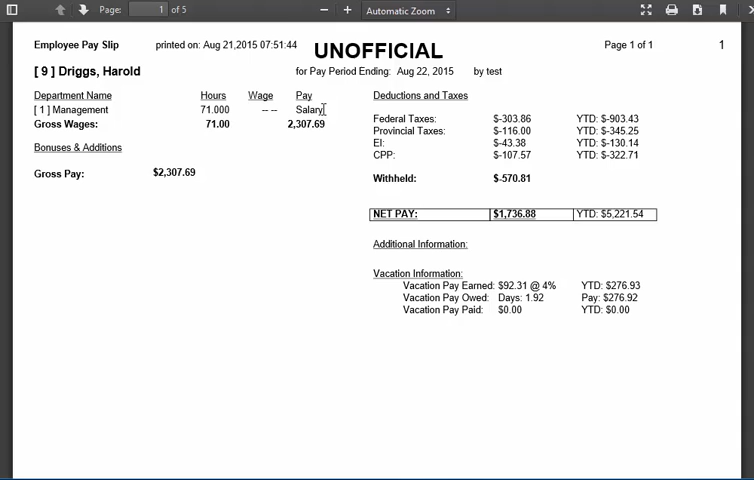 Page: 1 of 5 Automatic Zoom
Employee Pay Slip printed on: Aug 21,2015 07:51:44 UNOFFICIAL Page 1 of 1 1
[ 9 ] Driggs, Harold for Pay Period Ending: Aug 22, 2015 by test
Department Name Hours Wage Pay Deductions and Taxes
[ 1 ] Management 71.000 -- -- Salary
Gross Wages: 71.00 2,307.69
Federal Taxes: $-303.86 YTD: $-903.43
Provincial Taxes: $-116.00 YTD: $-345.25
EI: $-43.38 YTD: $-130.14
CPP: $-107.57 YTD: $-322.71
Bonuses & Additions
Gross Pay: $2,307.69
Withheld: $-570.81
NET PAY: $1,736.88 YTD: $5,221.54
Additional Information:
Vacation Information:
Vacation Pay Earned: $92.31 @ 4% YTD: $276.93
Vacation Pay Owed: Days: 1.92 Pay: $276.92
Vacation Pay Paid: $0.00 YTD: $0.00